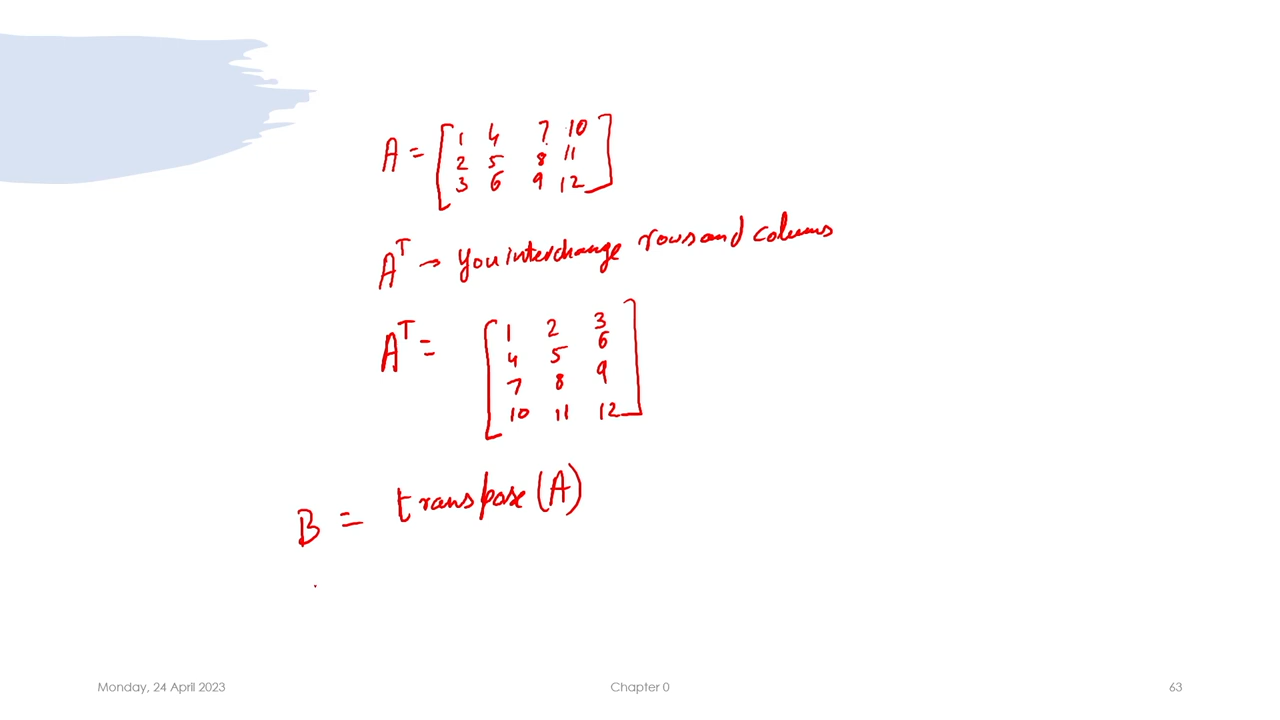 A = [ 1 4 7 10
2 5 8 11
3 6 9 12 ]
A^T → You interchange rows and colums
A^T = [ 1 2 3
4 5 6
7 8 9
10 11 12 ]
B = transpose (A)
Monday, 24 April 2023 Chapter 0 63